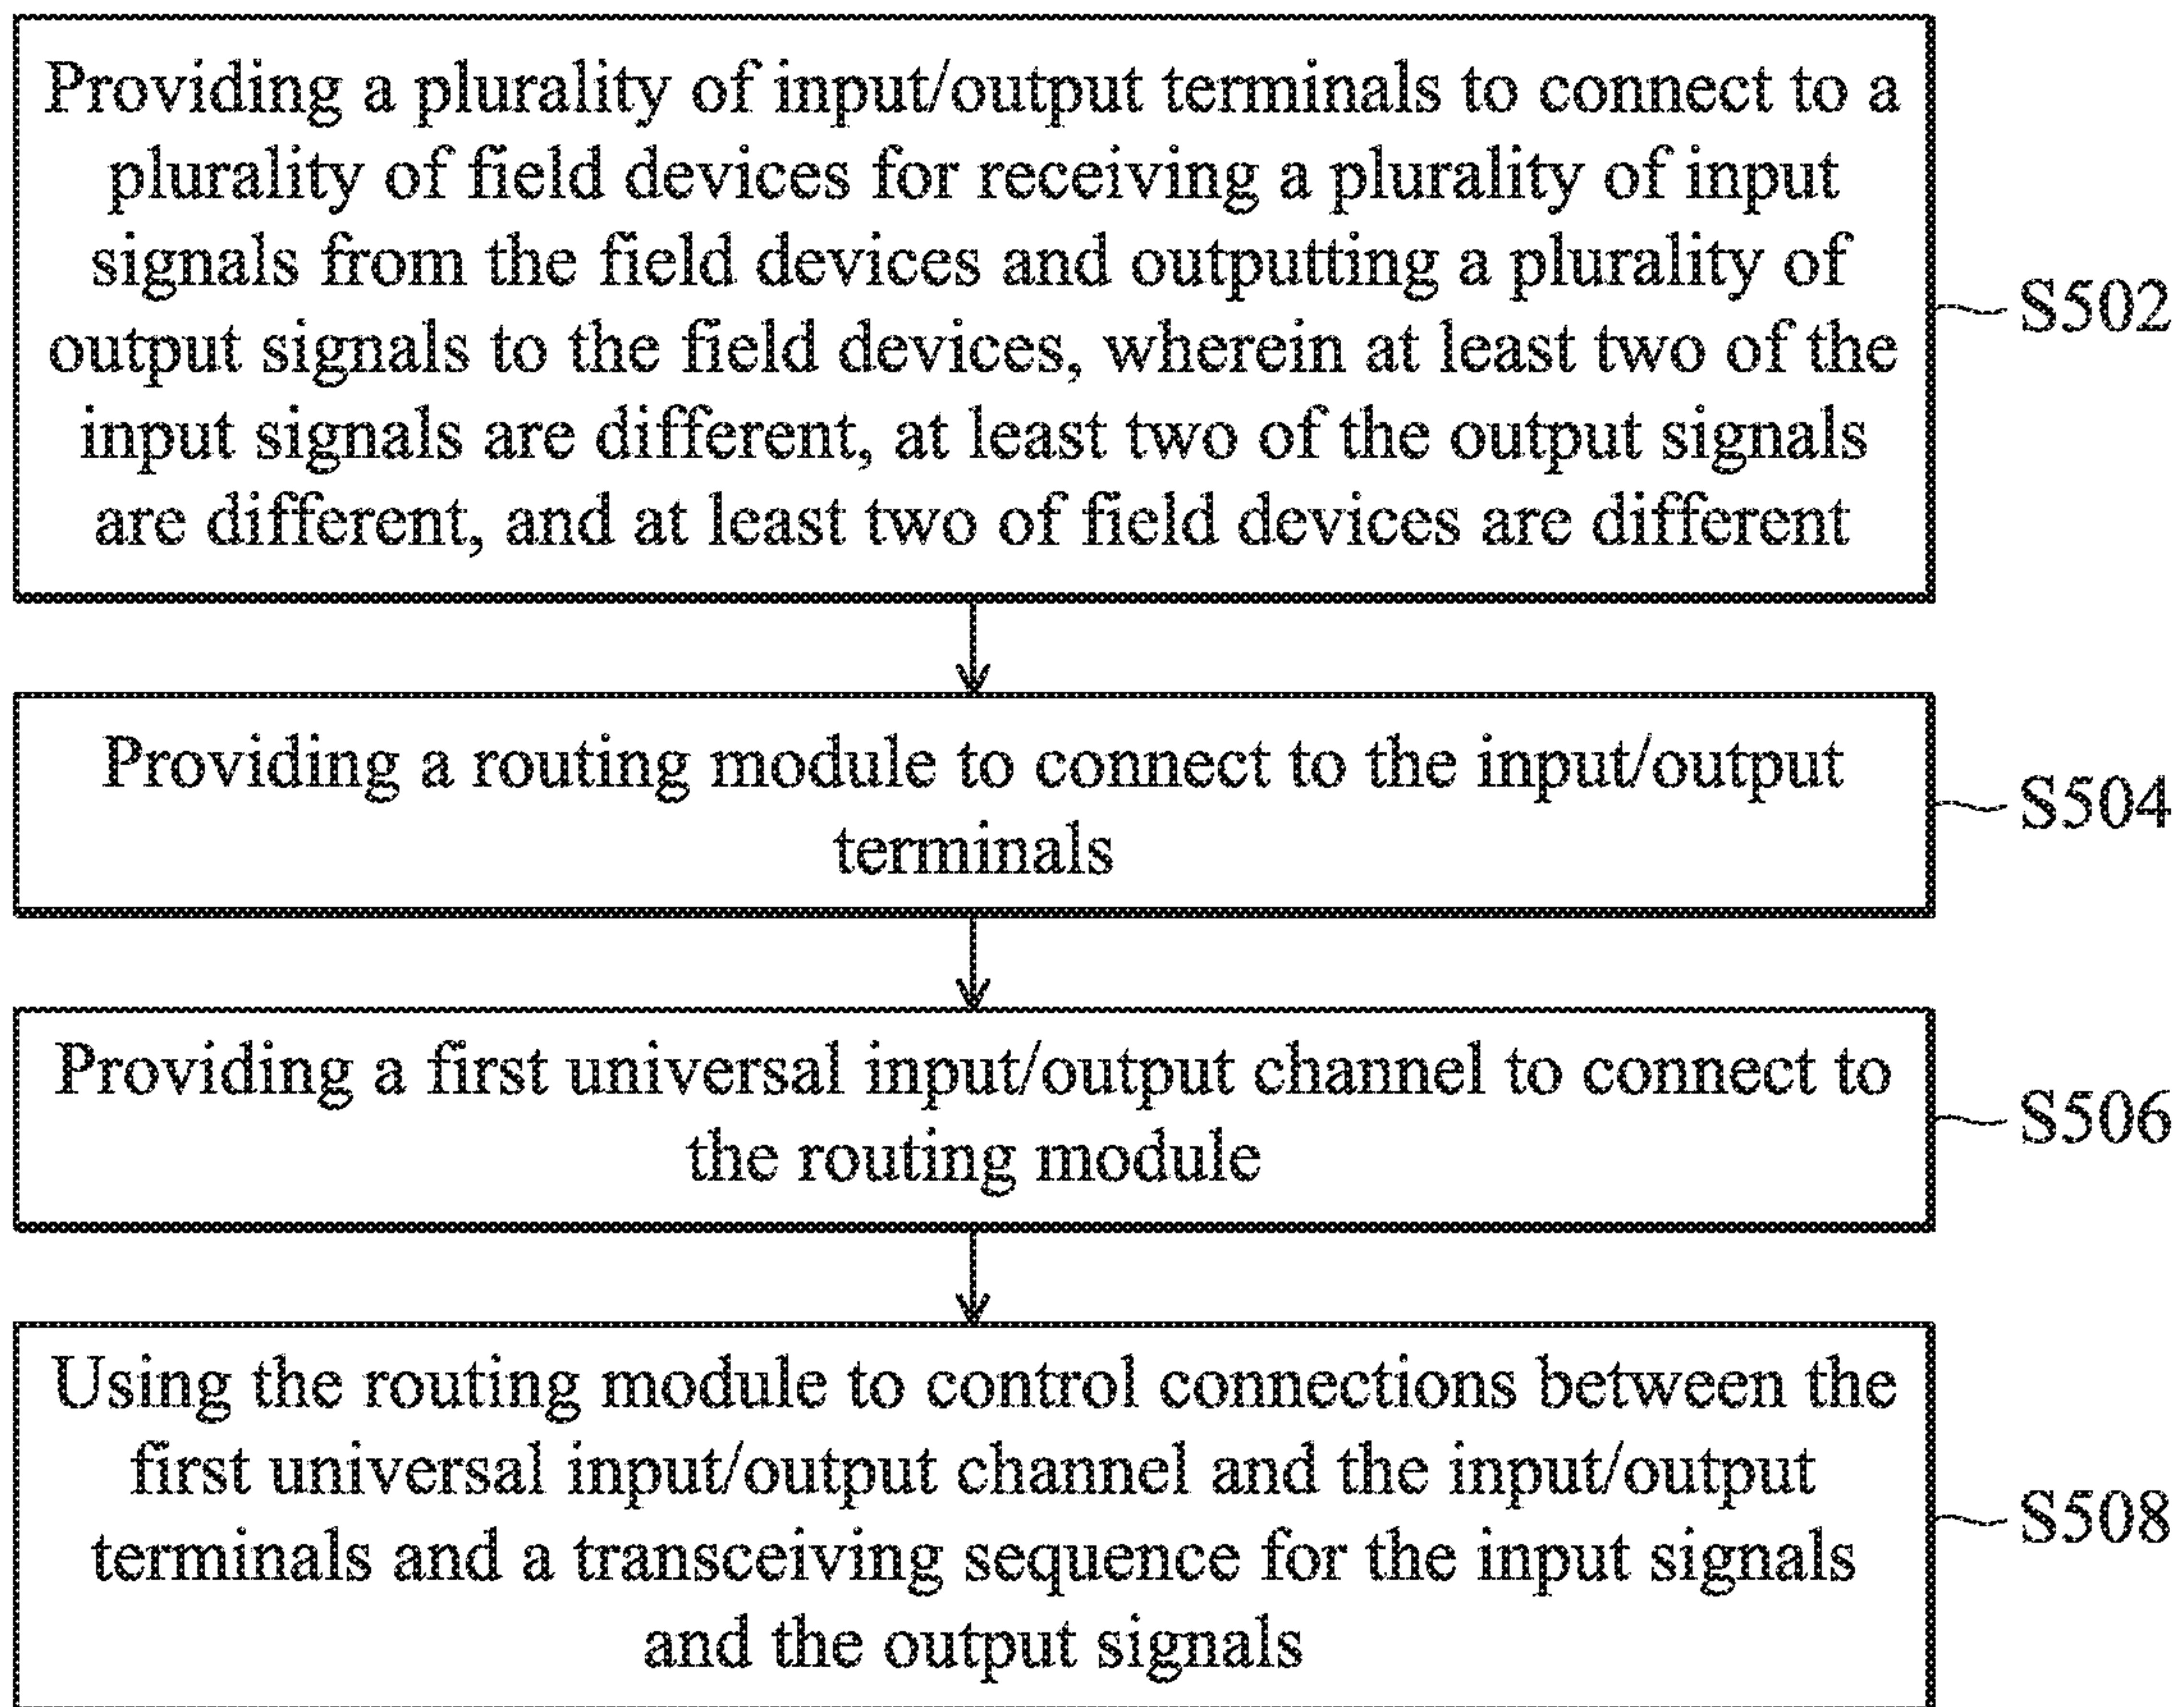 Providing a plurality of input/output terminals to connect to a
plurality of field devices for receiving a plurality of input
signals from the field devices and outputting a plurality of
output signals to the field devices, wherein at least two of the
input signals are different, at least two of the output signals
are different, and at least two of field devices are different
S502
Providing a routing module to connect to the input/output
terminals
S504
Providing a first universal input/output channel to connect to
the routing module
S506
Using the routing module to control connections between the
first universal input/output channel and the input/output
terminals and a transceiving sequence for the input signals
and the output signals
S508